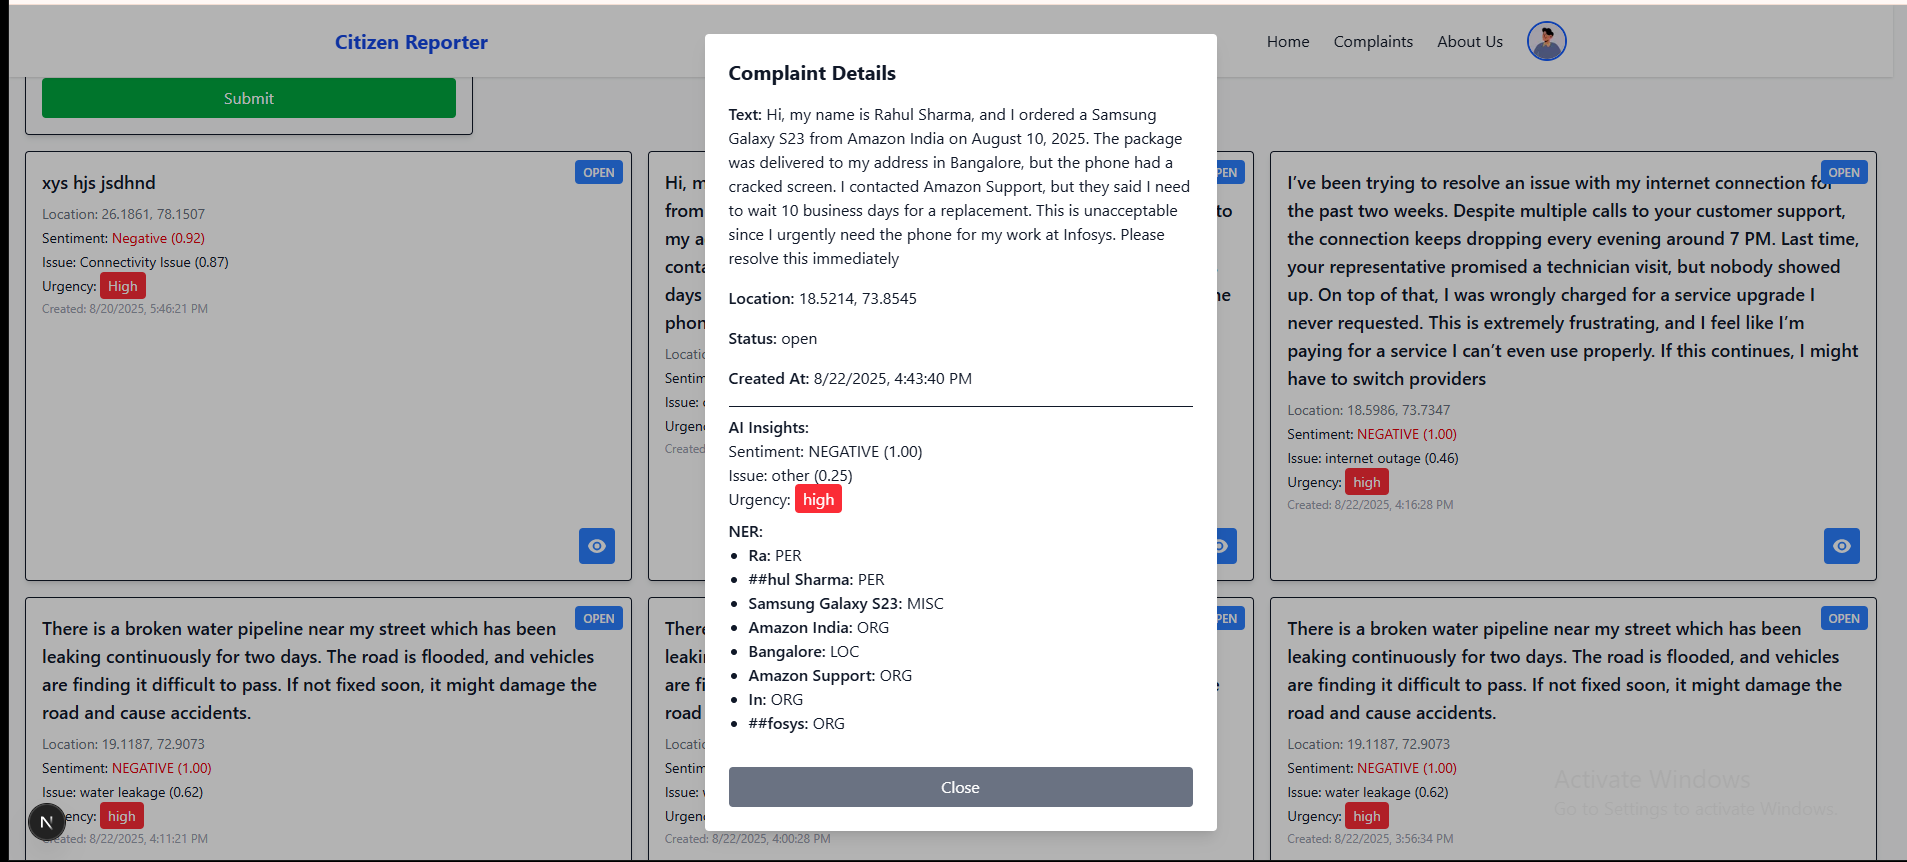 Citizen Reporter
Home
Complaints
About Us
Submit
OPEN
xys hjs jsdhnd
Location: 26.1861, 78.1507
Sentiment: Negative (0.92)
Issue: Connectivity Issue (0.87)
Urgency: High
Created: 8/20/2025, 5:46:21 PM
Hi,
from
to
my
days
Created
Complaint Details
Text: Hi, my name is Rahul Sharma, and I ordered a Samsung
Galaxy S23 from Amazon India on August 10, 2025. The package
was delivered to my address in Bangalore, but the phone had a
cracked screen. I contacted Amazon Support, but they said I need
to wait 10 business days for a replacement. This is unacceptable
since I urgently need the phone for my work at Infosys. Please
resolve this immediately
Location: 18.5214, 73.8545
Status: open
Created At: 8/22/2025, 4:43:40 PM
AI Insights:
Sentiment: NEGATIVE (1.00)
Issue: other (0.25)
Urgency: high
NER:
• Ra: PER
• ##hul Sharma: PER
• Samsung Galaxy S23: MISC
• Amazon India: ORG
• Bangalore: LOC
• Amazon Support: ORG
• In: ORG
• ##fosys: ORG
Close
OPEN
I’ve been trying to resolve an issue with my internet connection for
the past two weeks. Despite multiple calls to your customer support,
the connection keeps dropping every evening around 7 PM. Last time,
your representative promised a technician visit, but nobody showed
up. On top of that, I was wrongly charged for a service upgrade I
never requested. This is extremely frustrating, and I feel like I’m
paying for a service I can’t even use properly. If this continues, I might
have to switch providers
Location: 18.5986, 73.7347
Sentiment: NEGATIVE (1.00)
Issue: internet outage (0.46)
Urgency: high
Created: 8/22/2025, 4:16:28 PM
OPEN
There is a broken water pipeline near my street which has been
leaking continuously for two days. The road is flooded, and vehicles
are finding it difficult to pass. If not fixed soon, it might damage the
road and cause accidents.
Location: 19.1187, 72.9073
Sentiment: NEGATIVE (1.00)
Issue: water leakage (0.62)
high
N
Created: 8/22/2025, 4:11:21 PM
road
Issue:
Created: 8/22/2025, 4:00:28 PM
OPEN
There is a broken water pipeline near my street which has been
leaking continuously for two days. The road is flooded, and vehicles
are finding it difficult to pass. If not fixed soon, it might damage the
road and cause accidents.
Location: 19.1187, 72.9073
Sentiment: NEGATIVE (1.00)
Issue: water leakage (0.62)
Urgency: high
Created: 8/22/2025, 3:56:34 PM
Activate Windows
Go to Settings to activate Windows.